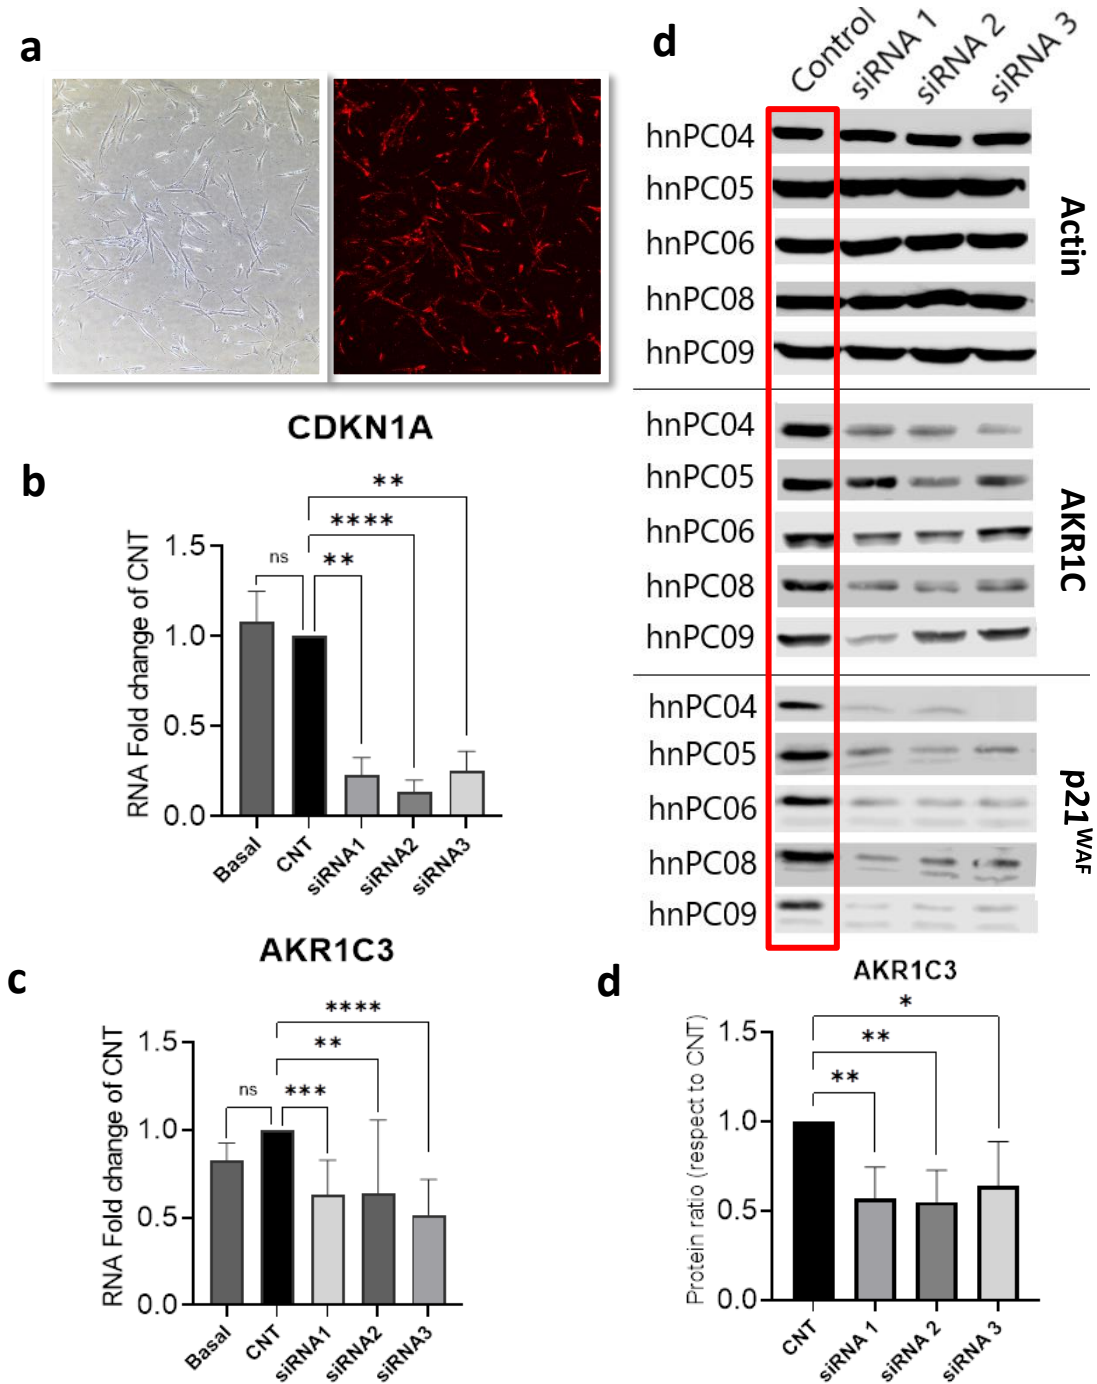 a
d
Control
siRNA 1
siRNA 2
siRNA 3
hnPC04
hnPC05
hnPC06
hnPC08
hnPC09
Actin
hnPC04
hnPC05
hnPC06
hnPC08
hnPC09
AKR1C
hnPC04
hnPC05
hnPC06
hnPC08
hnPC09
p21WAF
CDKN1A
b
**
****
ns
**
1.5
1.0
0.5
0.0
RNA Fold change of CNT
Basal
CNT
siRNA1
siRNA2
siRNA3
AKR1C3
c
****
**
ns
***
1.5
1.0
0.5
0.0
RNA Fold change of CNT
Basal
CNT
siRNA1
siRNA2
siRNA3
d
AKR1C3
*
**
**
1.5
1.0
0.5
0.0
Protein ratio (respect to CNT)
CNT
siRNA 1
siRNA 2
siRNA 3